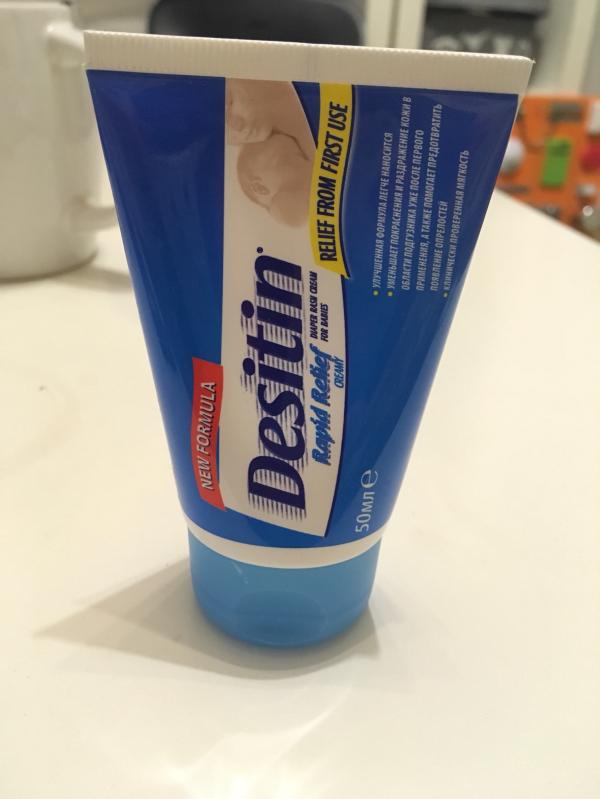 NEW FORMULA
Desitin
Rapid Relief
CREAMY
DIAPER RASH CREAM
FOR BABIES
RELIEF FROM FIRST USE
• УЛУЧШЕННАЯ ФОРМУЛА ЛЕГЧЕ НАНОСИТСЯ
• УМЕНЬШАЕТ ПОКРАСНЕНИЯ И РАЗДРАЖЕНИЕ КОЖИ В
ОБЛАСТИ ПОДГУЗНИКА УЖЕ ПОСЛЕ ПЕРВОГО
ПРИМЕНЕНИЯ, А ТАКЖЕ ПОМОГАЕТ ПРЕДОТВРАТИТЬ
ПОЯВЛЕНИЕ ОПРЕЛОСТЕЙ
• КЛИНИЧЕСКИ ПРОВЕРЕННАЯ МЯГКОСТЬ
50МЛ ℮